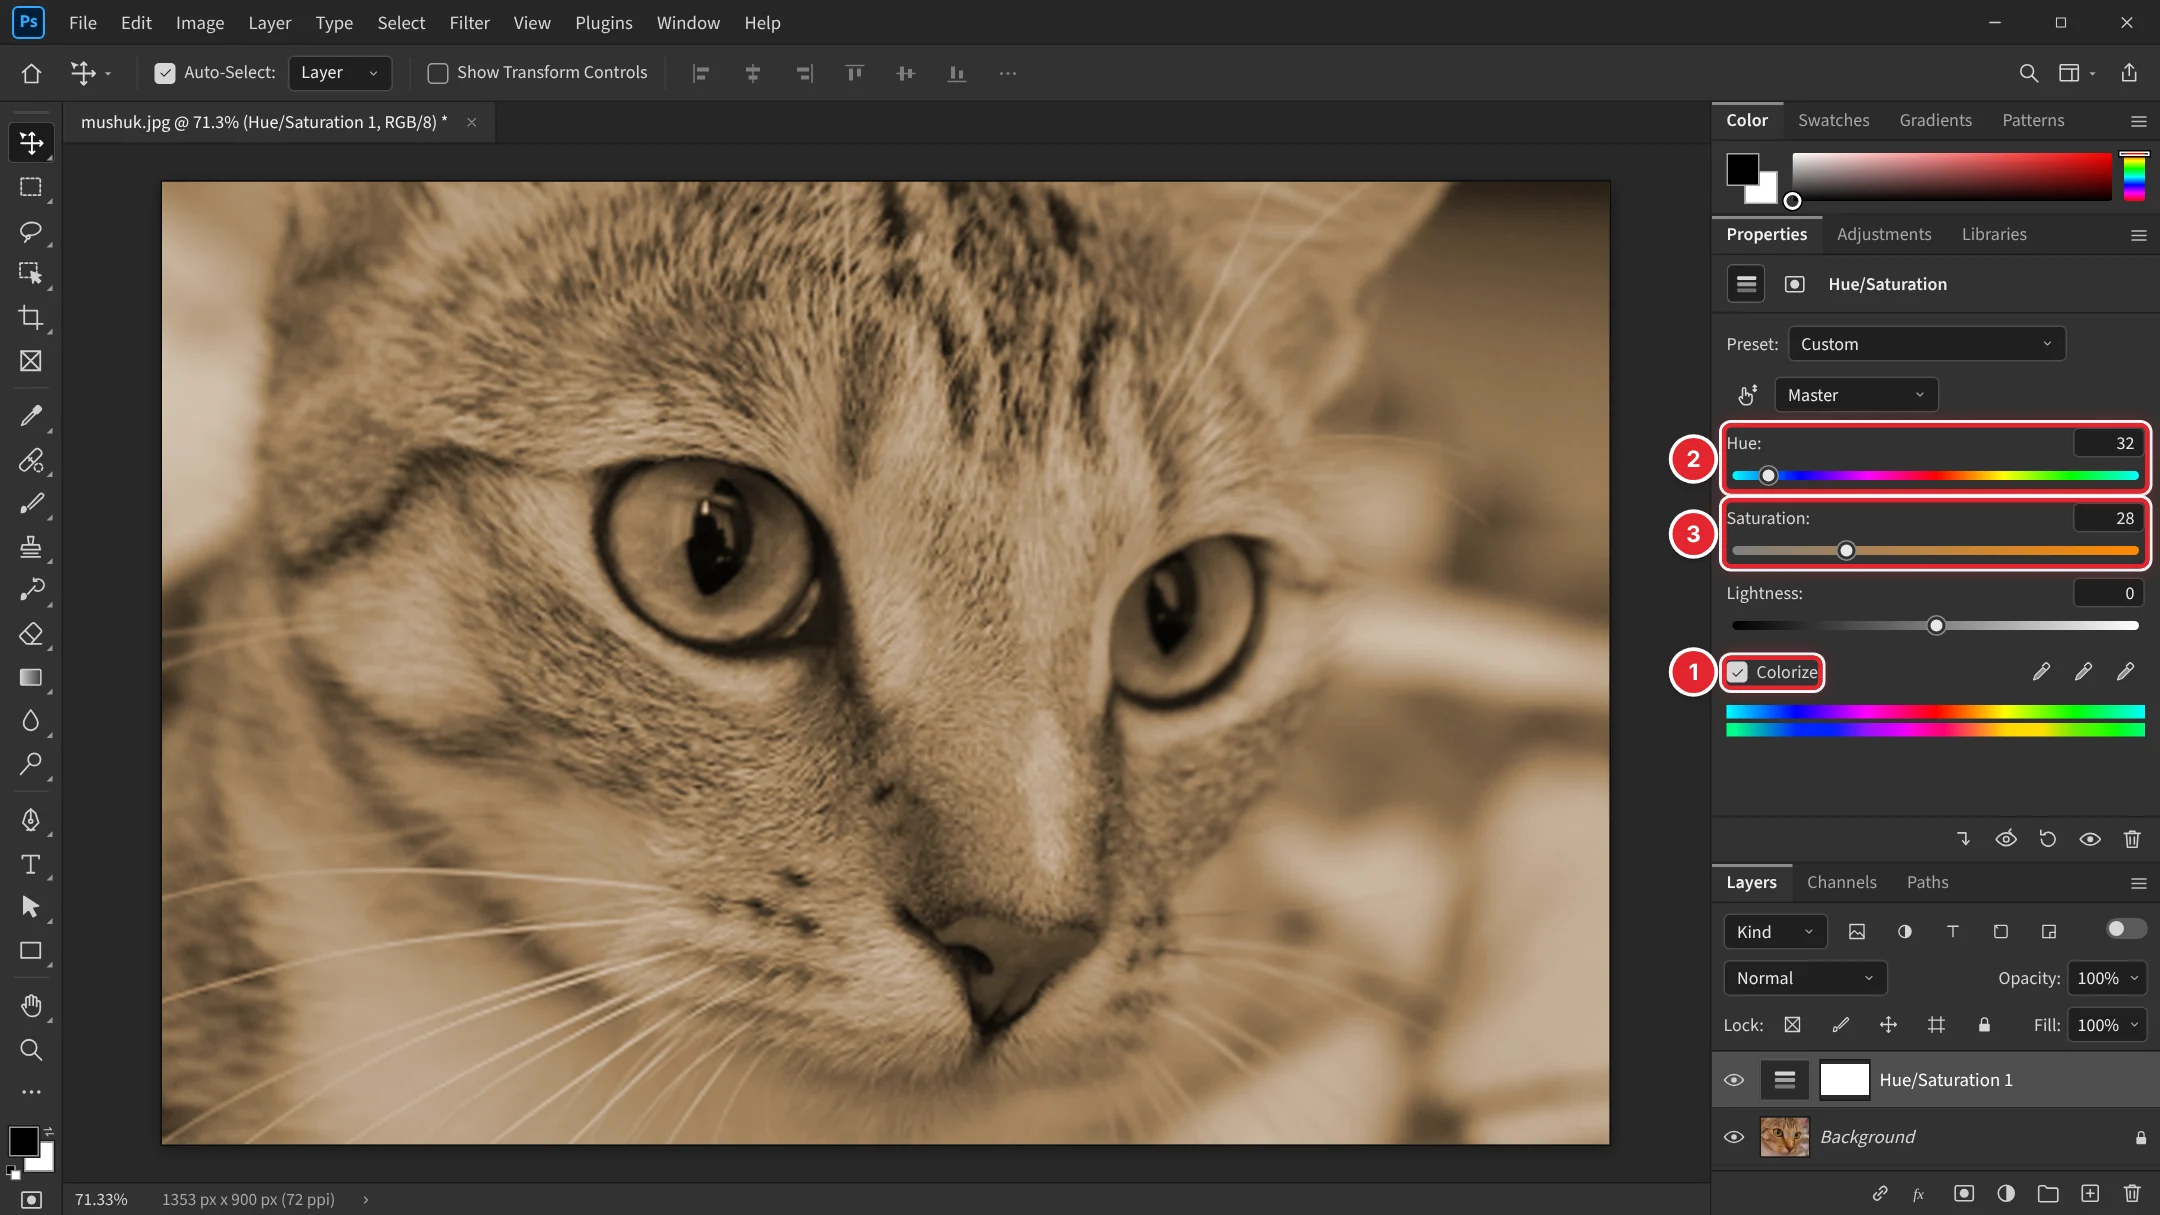 Ps File Edit Image Layer Type Select Filter View Plugins Window Help
Auto-Select: Layer Show Transform Controls
mushuk.jpg @ 71.3% (Hue/Saturation 1, RGB/8) *
Color Swatches Gradients Patterns
Properties Adjustments Libraries
Hue/Saturation
Preset: Custom
Master
2 Hue: 32
3 Saturation: 28
Lightness: 0
1 Colorize
Layers Channels Paths
Kind
Normal Opacity: 100%
Lock: Fill: 100%
Hue/Saturation 1
Background
fx
71.33% 1353 px x 900 px (72 ppi)